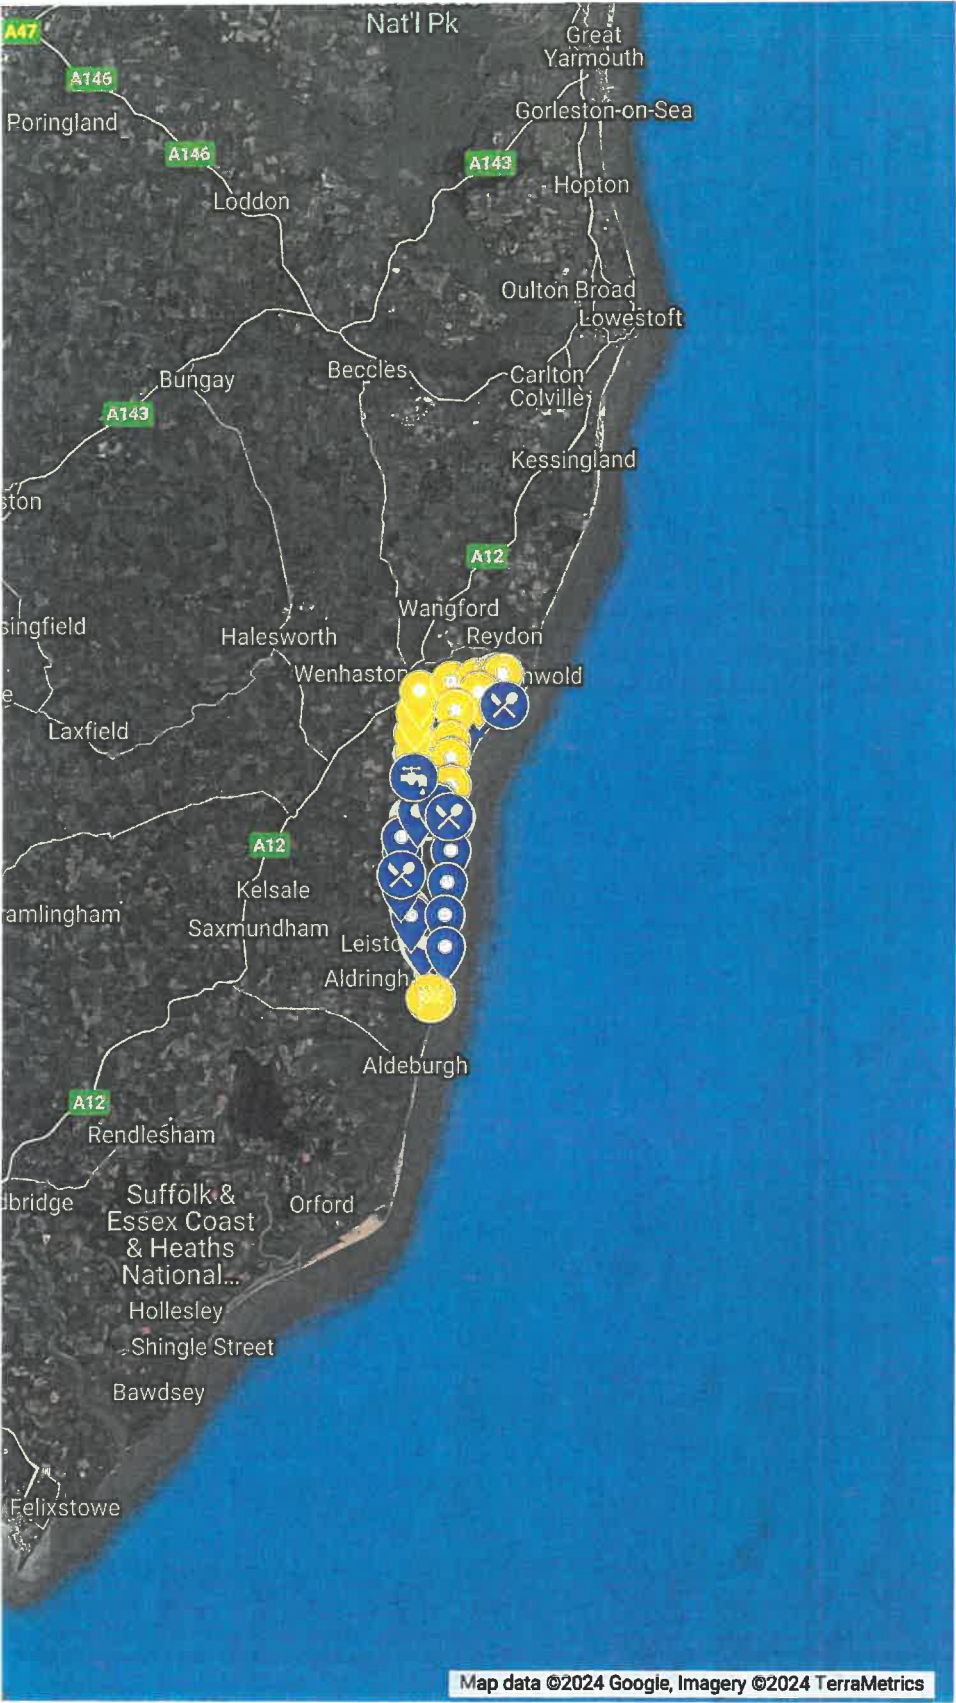 Nat'l Pk
Great
Yarmouth
A47
A146
Gorleston-on-Sea
Poringland
A146
A143
Hopton
Loddon
Oulton Broad
Lowestoft
Beccles
Carlton
Colville
Bungay
A143
Kessingland
ston
A12
Wangford
singfield
Halesworth
Reydon
Wenhaston
nwold
e
Laxfield
A12
Kelsale
ramlingham
Saxmundham
Leisto
Aldringh
Aldeburgh
A12
Rendlesham
dbridge
Suffolk &
Essex Coast
& Heaths
National...
Orford
Hollesley
Shingle Street
Bawdsey
Felixstowe
Map data ©2024 Google, Imagery ©2024 TerraMetrics